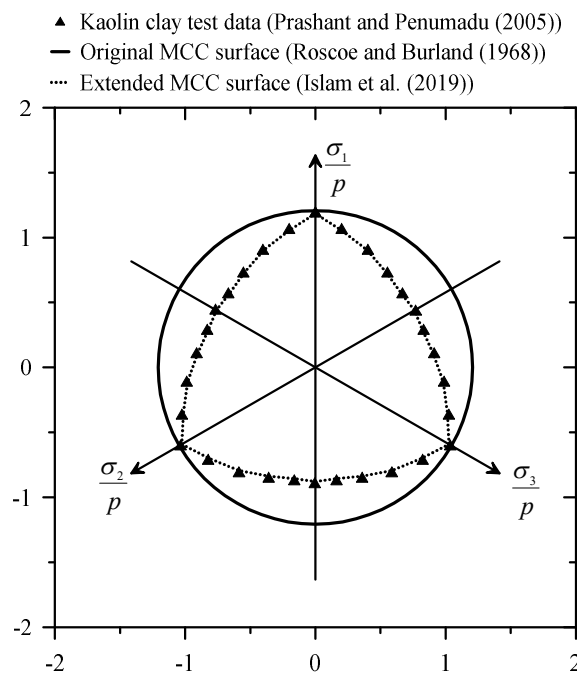 ▲ Kaolin clay test data (Prashant and Penumadu (2005))
Original MCC surface (Roscoe and Burland (1968))
Extended MCC surface (Islam et al. (2019))
2
σ₁/p
1
0
σ₂/p
σ₃/p
-1
-2
-2 -1 0 1 2